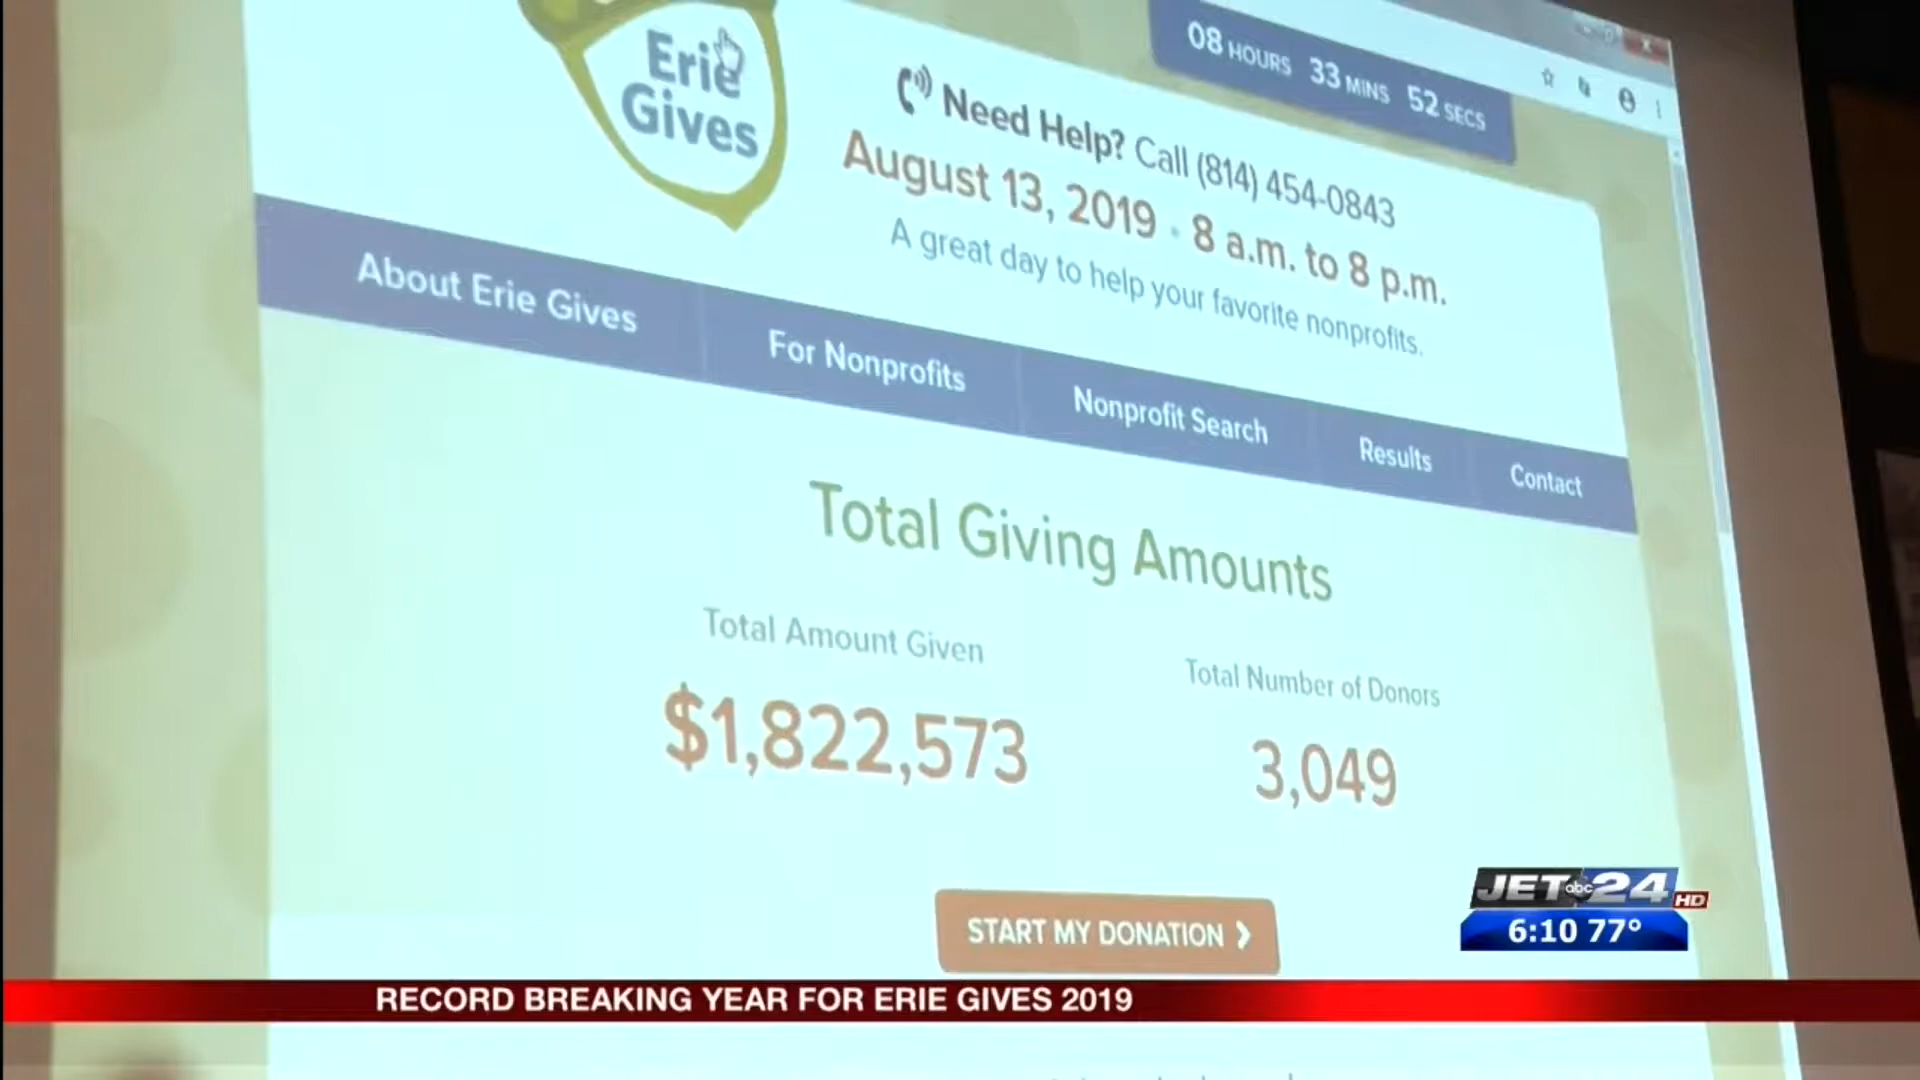 08 HOURS 33 MINS 52 SECS
Erie
Gives
Need Help? Call (814) 454-0843
August 13, 2019 • 8 a.m. to 8 p.m.
A great day to help your favorite nonprofits.
About Erie Gives
For Nonprofits
Nonprofit Search
Results
Contact
Total Giving Amounts
Total Amount Given
$1,822,573
Total Number of Donors
3,049
START MY DONATION
JET abc 24 HD
6:10 77°
RECORD BREAKING YEAR FOR ERIE GIVES 2019